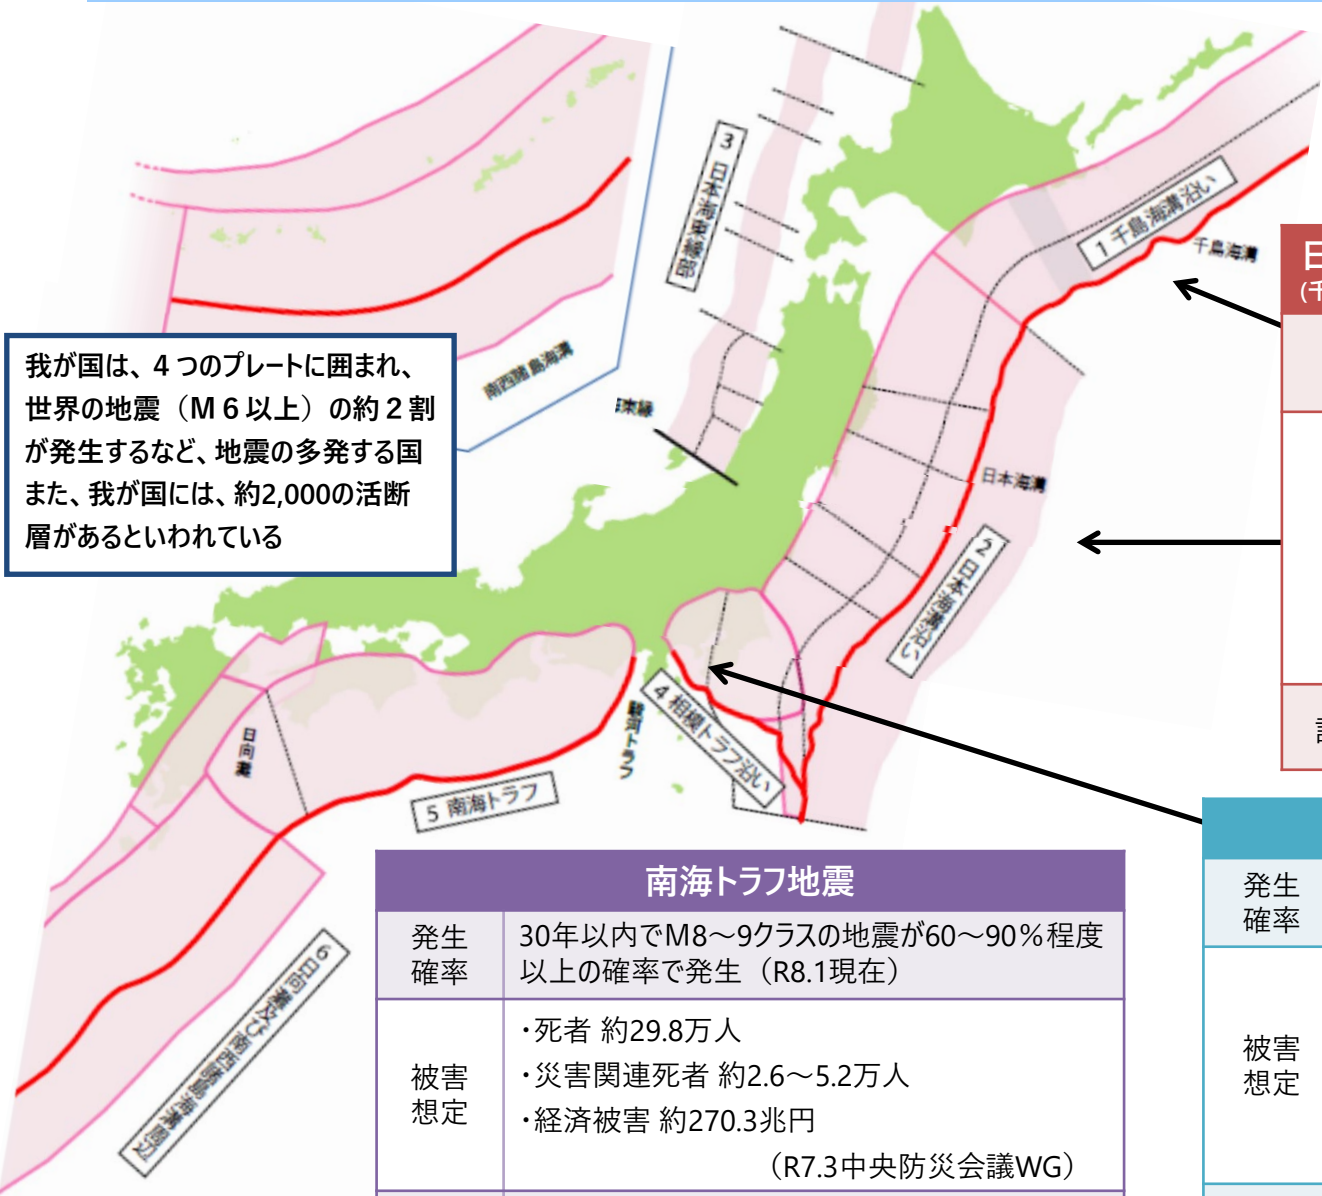 3 日本海東縁部
1 千島海溝沿い
千島海溝
日
(千
南西諸島海溝
我が国は、４つのプレートに囲まれ、
世界の地震（M６以上）の約２割
が発生するなど、地震の多発する国
また、我が国には、約2,000の活断
層があるといわれている
東縁
日本海溝
2 日本海溝沿い
4 相模トラフ沿い
駿河トラフ
日向灘
5 南海トラフ
6 日向灘及び南西諸島海溝周辺
南海トラフ地震
発生
確率
30年以内でM8～9クラスの地震が60～90％程度
以上の確率で発生（R8.1現在）
被害
想定
・死者 約29.8万人
・災害関連死者 約2.6～5.2万人
・経済被害 約270.3兆円
（R7.3中央防災会議WG）
発生
確率
被害
想定